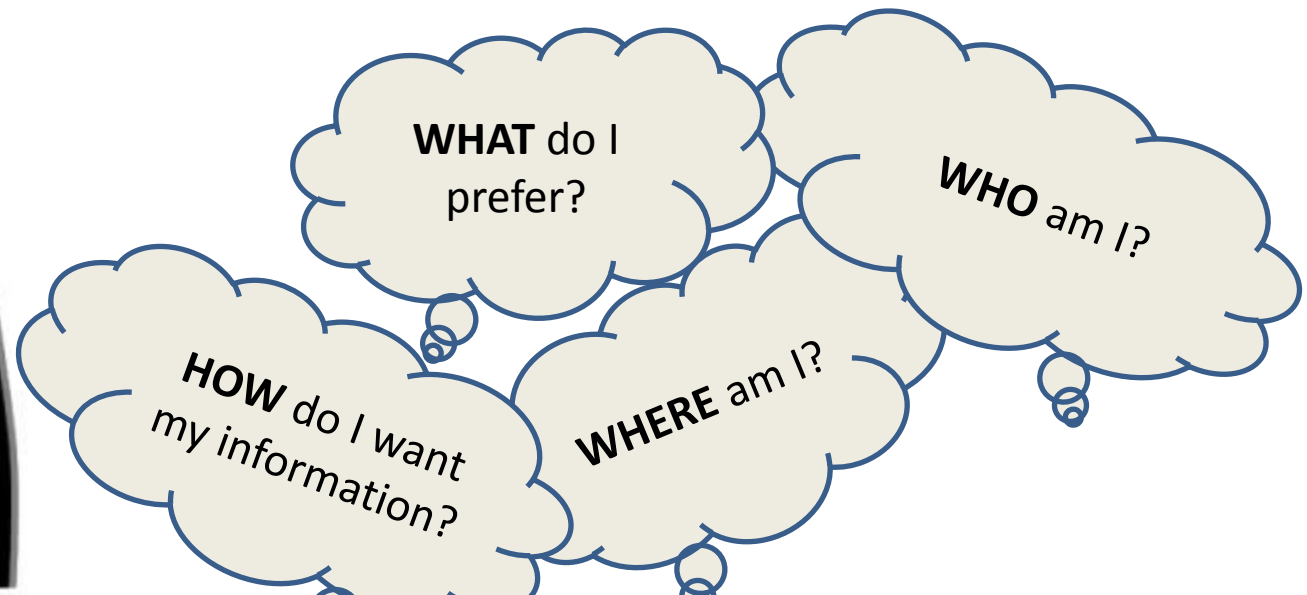 WHAT do I
prefer?
WHO am I?
HOW do I want
my information?
WHERE am I?